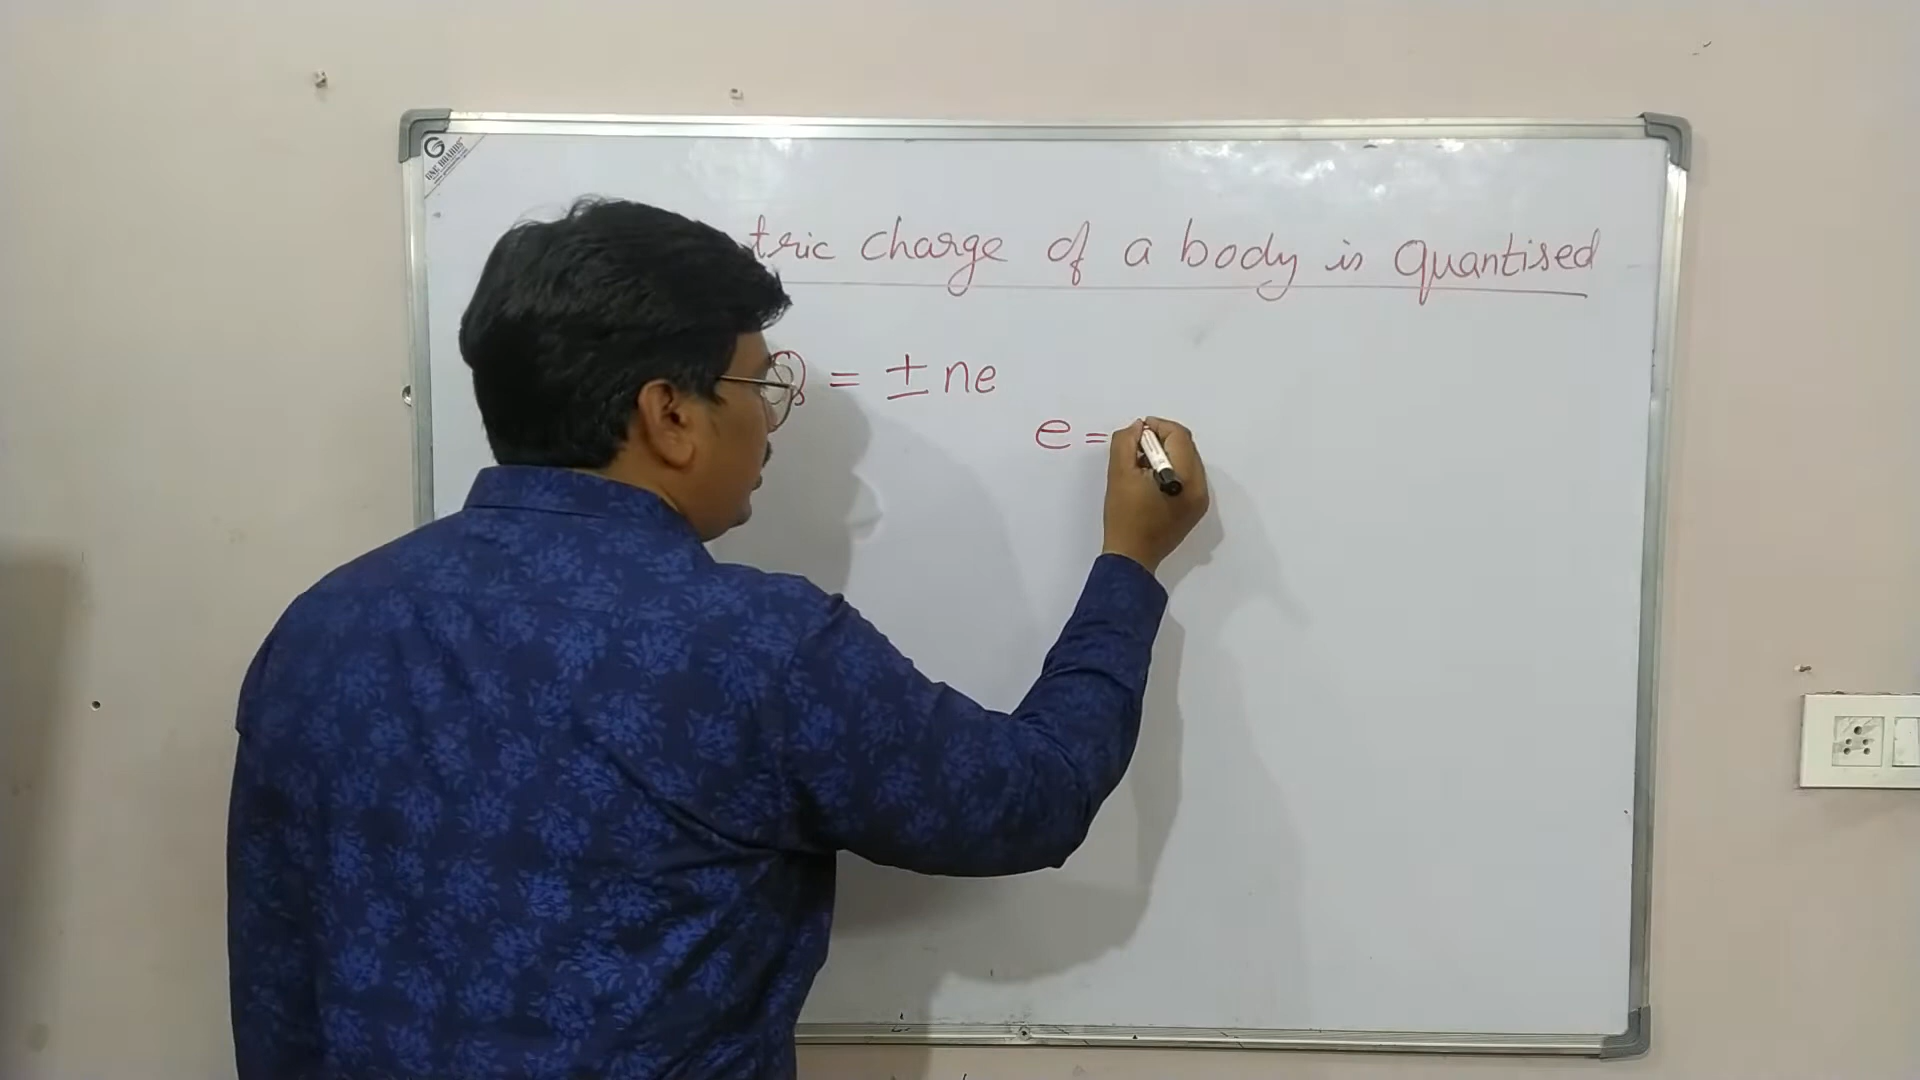 tric charge of a body is quantised
Q = ± ne
e =